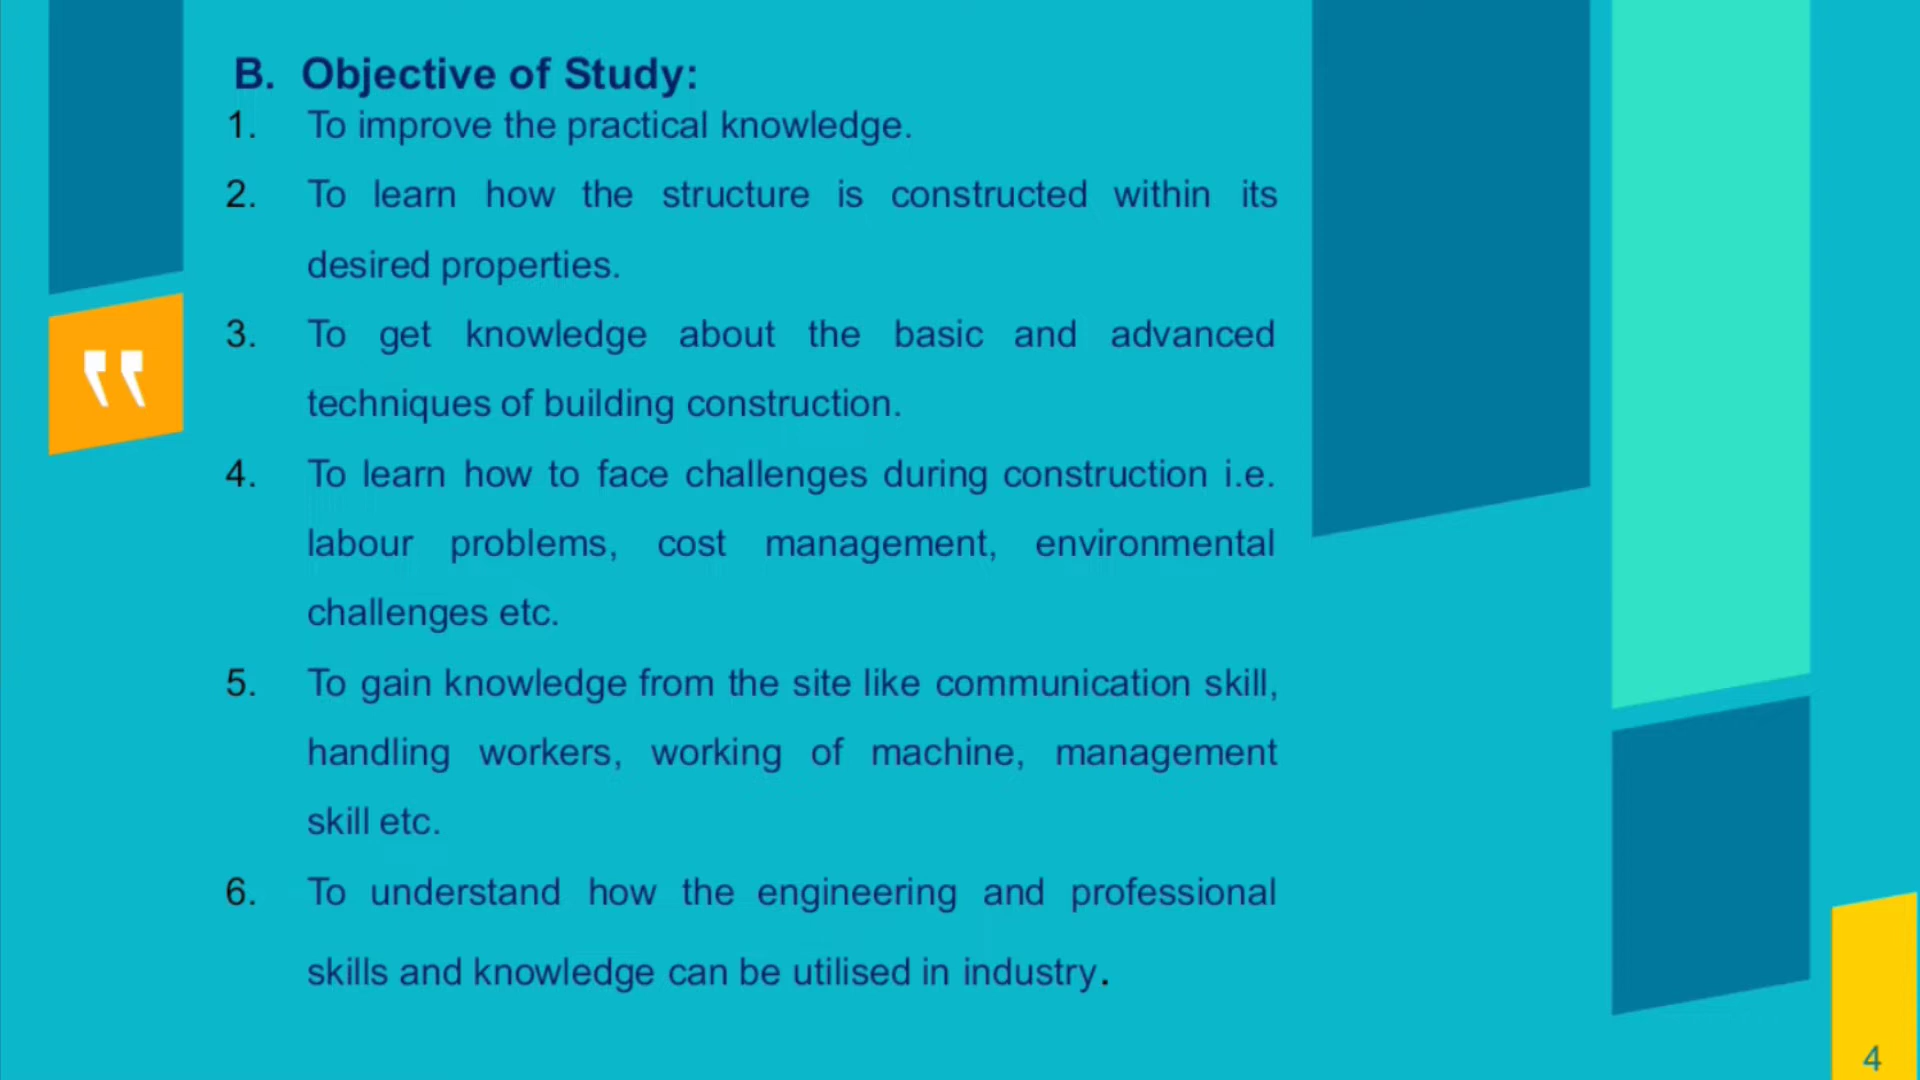 B. Objective of Study:
1. To improve the practical knowledge.
2. To learn how the structure is constructed within its
desired properties.
3. To get knowledge about the basic and advanced
techniques of building construction.
4. To learn how to face challenges during construction i.e.
labour problems, cost management, environmental
challenges etc.
5. To gain knowledge from the site like communication skill,
handling workers, working of machine, management
skill etc.
6. To understand how the engineering and professional
skills and knowledge can be utilised in industry.
4